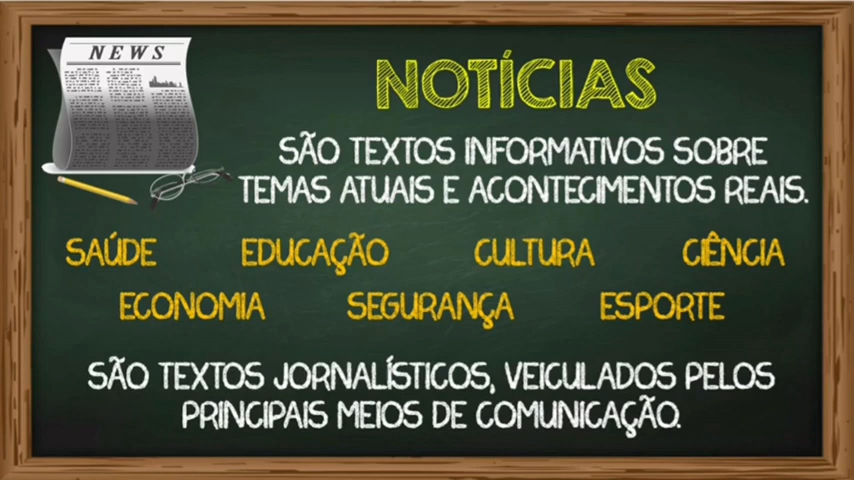 NEWS
NOTÍCIAS
SÃO TEXTOS INFORMATIVOS SOBRE
TEMAS ATUAIS E ACONTECIMENTOS REAIS.
SAÚDE EDUCAÇÃO CULTURA CIÊNCIA
ECONOMIA SEGURANÇA ESPORTE
SÃO TEXTOS JORNALÍSTICOS, VEICULADOS PELOS
PRINCIPAIS MEIOS DE COMUNICAÇÃO.